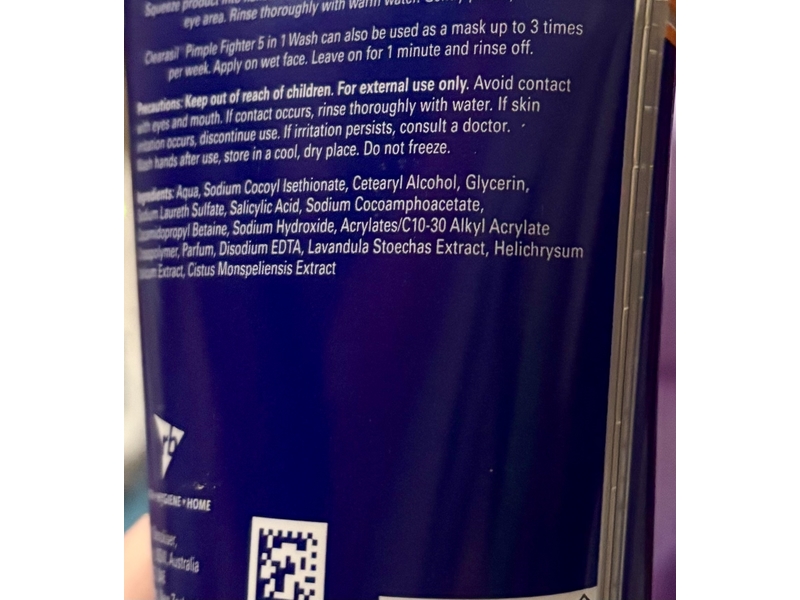 Squeeze product into
eye area. Rinse thoroughly with warm water.
Clearasil Pimple Fighter 5 in 1 Wash can also be used as a mask up to 3 times
per week. Apply on wet face. Leave on for 1 minute and rinse off.
Precautions: Keep out of reach of children. For external use only. Avoid contact
with eyes and mouth. If contact occurs, rinse thoroughly with water. If skin
irritation occurs, discontinue use. If irritation persists, consult a doctor.
Wash hands after use, store in a cool, dry place. Do not freeze.
Ingredients: Aqua, Sodium Cocoyl Isethionate, Cetearyl Alcohol, Glycerin,
Sodium Laureth Sulfate, Salicylic Acid, Sodium Cocoamphoacetate,
Cocamidopropyl Betaine, Sodium Hydroxide, Acrylates/C10-30 Alkyl Acrylate
Crosspolymer, Parfum, Disodium EDTA, Lavandula Stoechas Extract, Helichrysum
Extract, Cistus Monspeliensis Extract
rb
HYGIENE • HOME
Australia